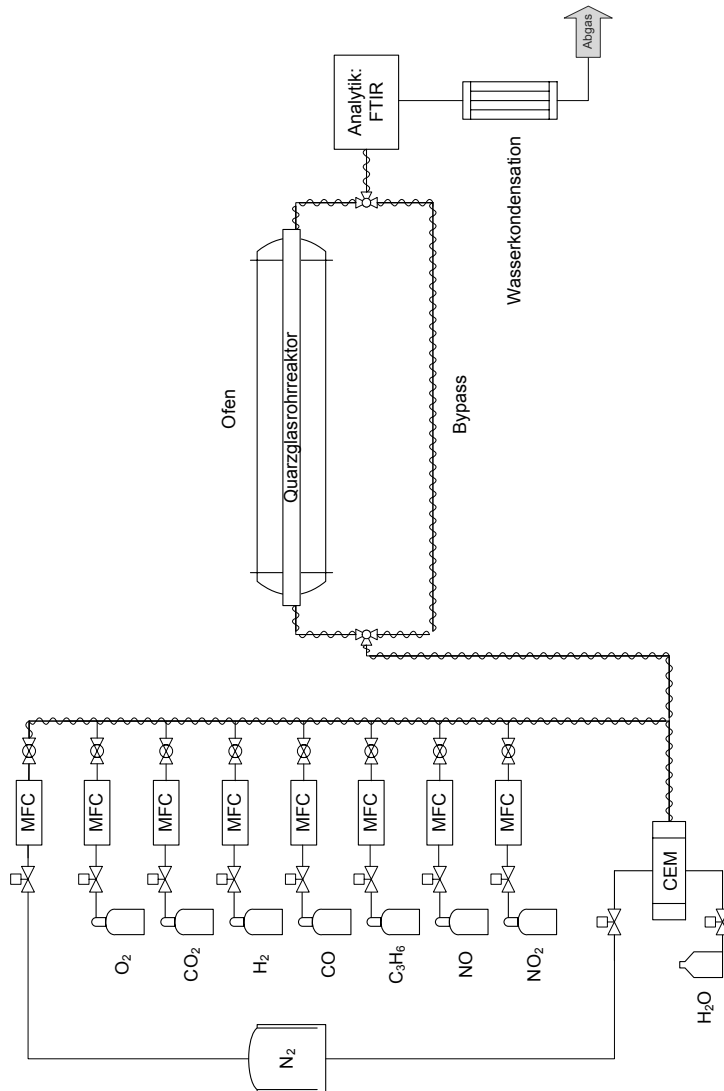 N₂
O₂
CO₂
H₂
CO
C₃H₆
NO
NO₂
H₂O
MFC
MFC
MFC
MFC
MFC
MFC
MFC
MFC
CEM
Ofen
Quarzglasrohrreaktor
Bypass
Analytik:
FTIR
Wasserkondensation
Abgas